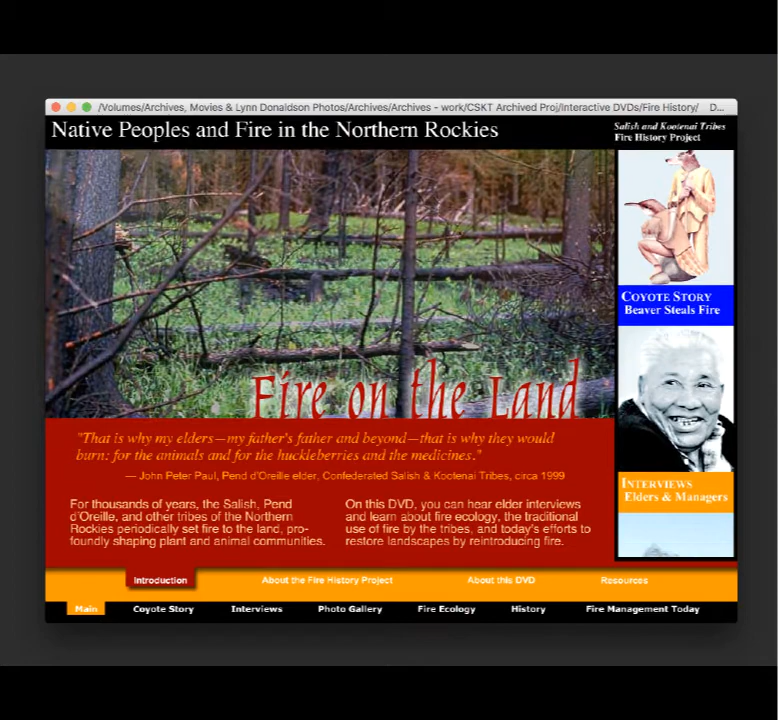 /Volumes/Archives, Movies & Lynn Donaldson Photos/Archives/Archives - work/CSKT Archived Proj/Interactive DVDs/Fire History/ D...
Native Peoples and Fire in the Northern Rockies
Salish and Kootenai Tribes
Fire History Project
COYOTE STORY
Beaver Steals Fire
Fire on the Land
INTERVIEWS
Elders & Managers
"That is why my elders—my father's father and beyond—that is why they would
burn: for the animals and for the huckleberries and the medicines."
— John Peter Paul, Pend d'Oreille elder, Confederated Salish & Kootenai Tribes, circa 1999
For thousands of years, the Salish, Pend
d'Oreille, and other tribes of the Northern
Rockies periodically set fire to the land, pro-
foundly shaping plant and animal communities.
On this DVD, you can hear elder interviews
and learn about fire ecology, the traditional
use of fire by the tribes, and today's efforts to
restore landscapes by reintroducing fire.
Introduction About the Fire History Project About this DVD Resources
Main Coyote Story Interviews Photo Gallery Fire Ecology History Fire Management Today